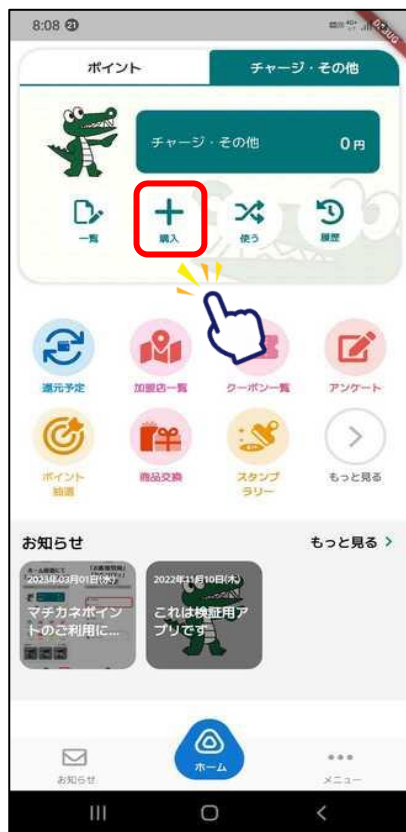 8:08 21
DEBUG
ポイント
チャージ・その他
チャージ・その他 0円
一覧 購入 使う 履歴
還元予定 加盟店一覧 クーポン一覧 アンケート
ポイント
抽選
商品交換
スタンプ
ラリー
もっと見る
お知らせ もっと見る >
2023年03月01日(水)
マチカネポイン
トのご利用に...
2022年11月10日(木)
これは検証用ア
プリです
お知らせ ホーム メニュー